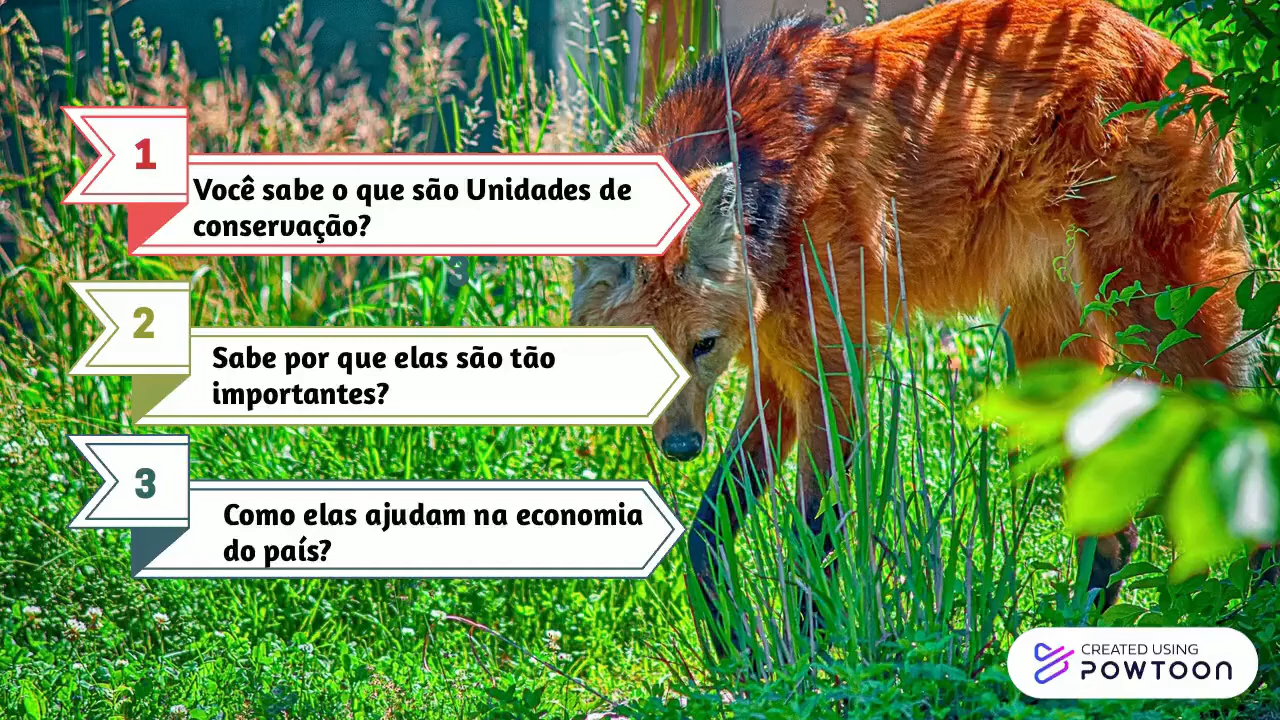 1
Você sabe o que são Unidades de
conservação?
2
Sabe por que elas são tão
importantes?
3
Como elas ajudam na economia
do país?
CREATED USING
POWTOON